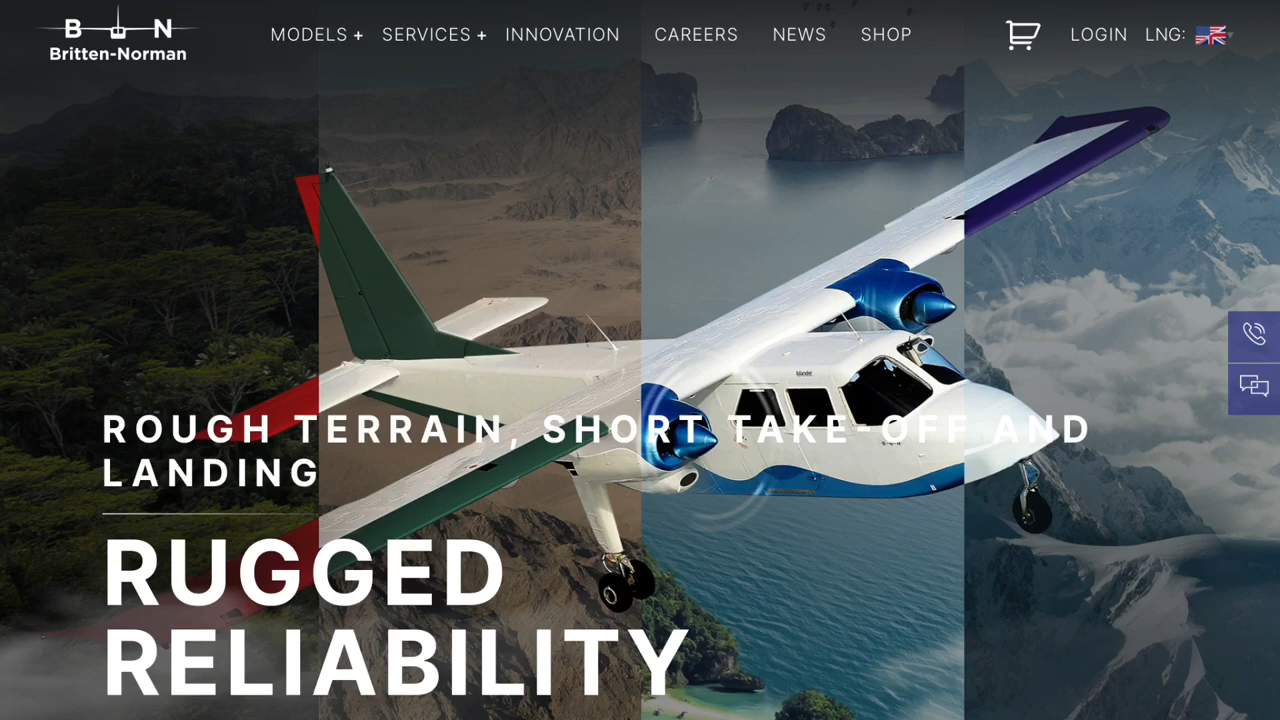 B N
Britten-Norman
MODELS +
SERVICES +
INNOVATION
CAREERS
NEWS
SHOP
LOGIN
LNG:
Islander
ROUGH TERRAIN, SHORT TAKE-OFF AND
LANDING
RUGGED
RELIABILITY